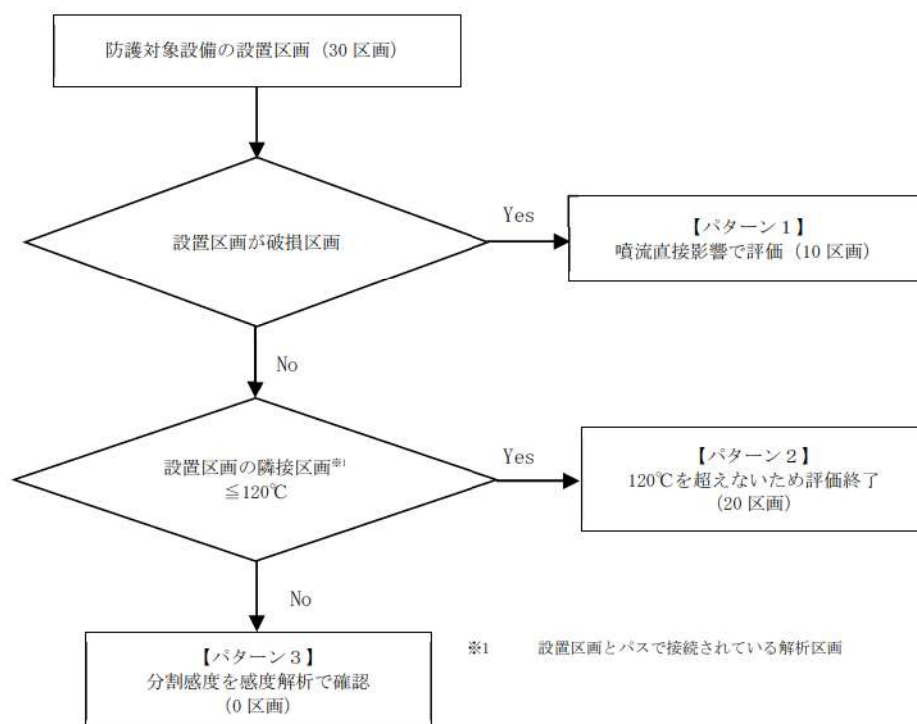 防護対象設備の設置区画（30 区画）
設置区画が破損区画
Yes
【パターン１】
噴流直接影響で評価（10 区画）
No
設置区画の隣接区画※1
≦120℃
Yes
【パターン２】
120℃を超えないため評価終了
（20 区画）
No
【パターン３】
分割感度を感度解析で確認
（0 区画）
※1 設置区画とパスで接続されている解析区画